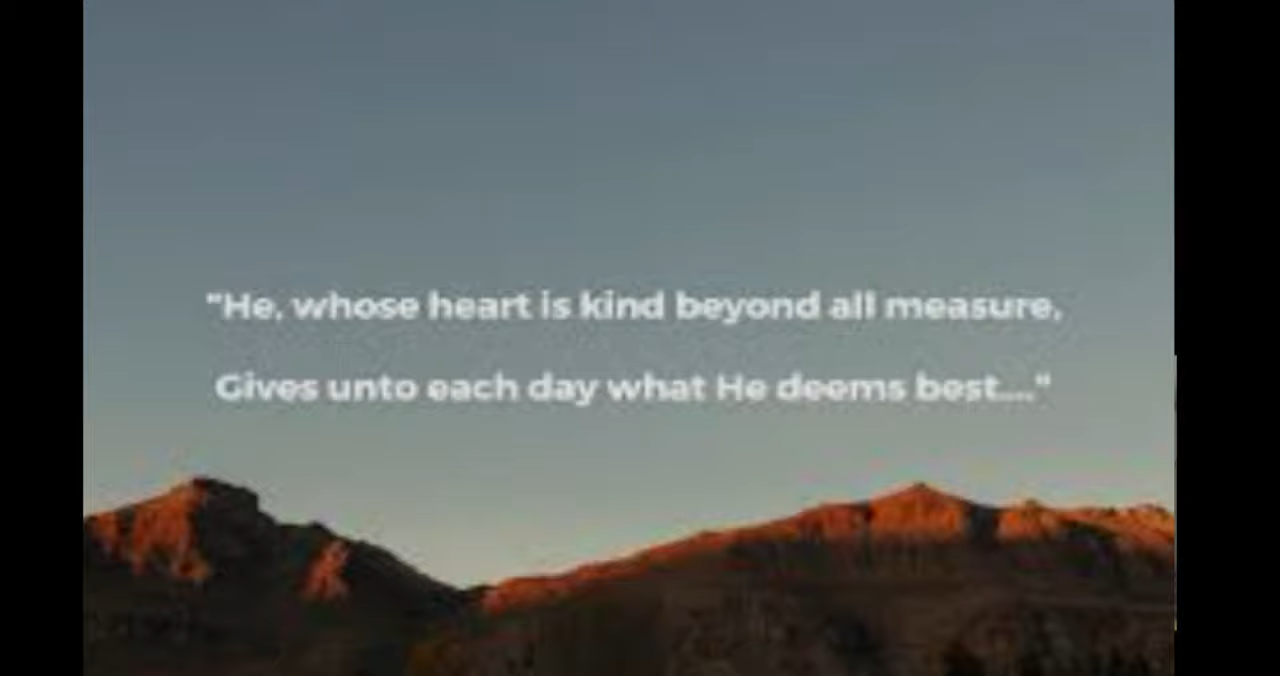 "He, whose heart is kind beyond all measure,
Gives unto each day what He deems best...."